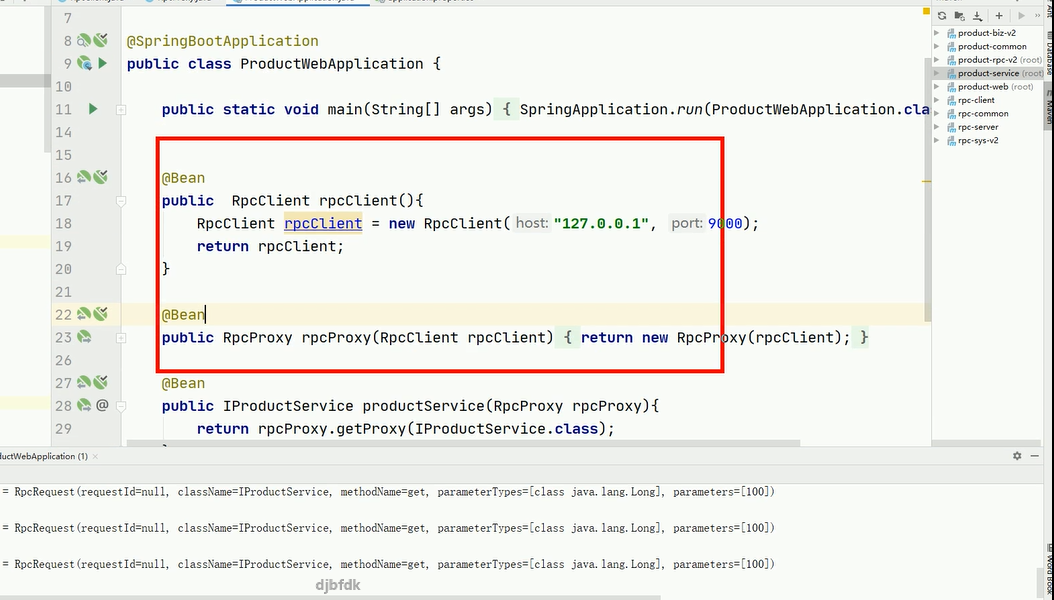 7
8 @SpringBootApplication
9 public class ProductWebApplication {
10
11 public static void main(String[] args) { SpringApplication.run(ProductWebApplication.cla
14
15
16 @Bean
17 public RpcClient rpcClient(){
18 RpcClient rpcClient = new RpcClient( host: "127.0.0.1", port: 9000);
19 return rpcClient;
20 }
21
22 @Bean
23 public RpcProxy rpcProxy(RpcClient rpcClient) { return new RpcProxy(rpcClient); }
26
27 @Bean
28 public IProductService productService(RpcProxy rpcProxy){
29 return rpcProxy.getProxy(IProductService.class);
product-biz-v2
product-common
product-rpc-v2 (root)
product-service (root)
product-web (root)
rpc-client
rpc-common
rpc-server
rpc-sys-v2
Ant
Database
Maven
Word Book
ductWebApplication (1) ×
= RpcRequest(requestId=null, className=IProductService, methodName=get, parameterTypes=[class java.lang.Long], parameters=[100])
= RpcRequest(requestId=null, className=IProductService, methodName=get, parameterTypes=[class java.lang.Long], parameters=[100])
= RpcRequest(requestId=null, className=IProductService, methodName=get, parameterTypes=[class java.lang.Long], parameters=[100])
djbfdk